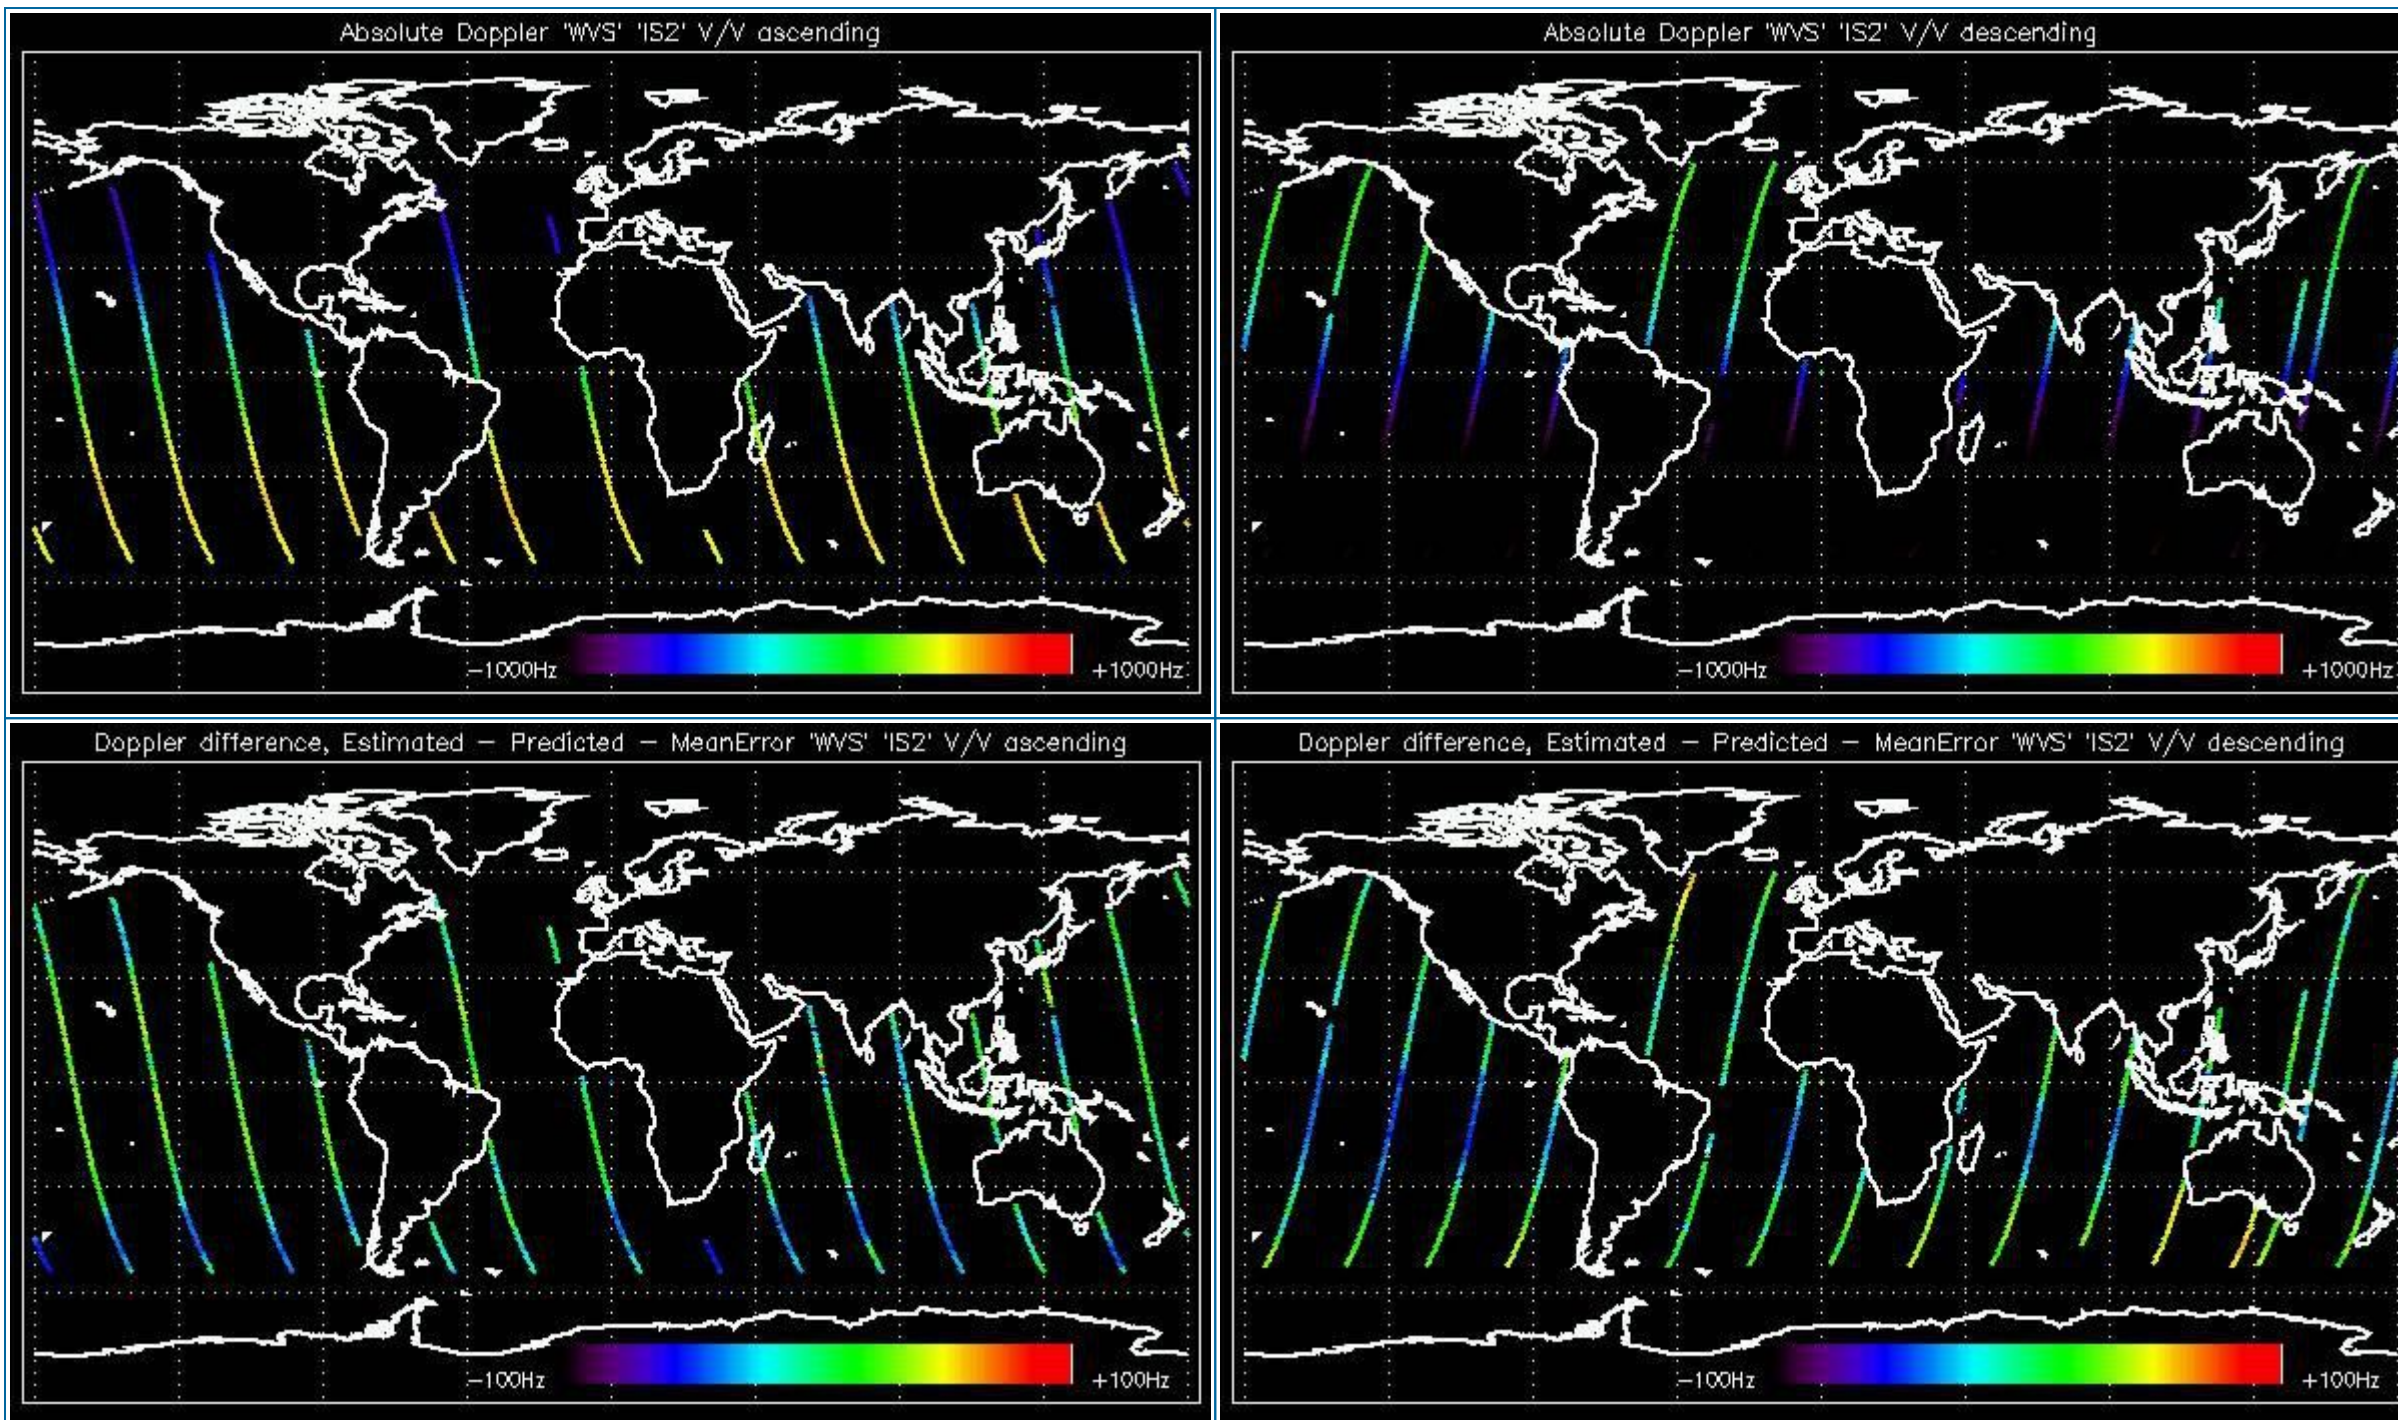 Absolute Doppler 'WVS' 'IS2' V/V ascending
-1000Hz
+1000Hz
Absolute Doppler 'WVS' 'IS2' V/V descending
-1000Hz
+1000Hz
Doppler difference, Estimated - Predicted - MeanError 'WVS' 'IS2' V/V ascending
-100Hz
+100Hz
Doppler difference, Estimated - Predicted - MeanError 'WVS' 'IS2' V/V descending
-100Hz
+100Hz